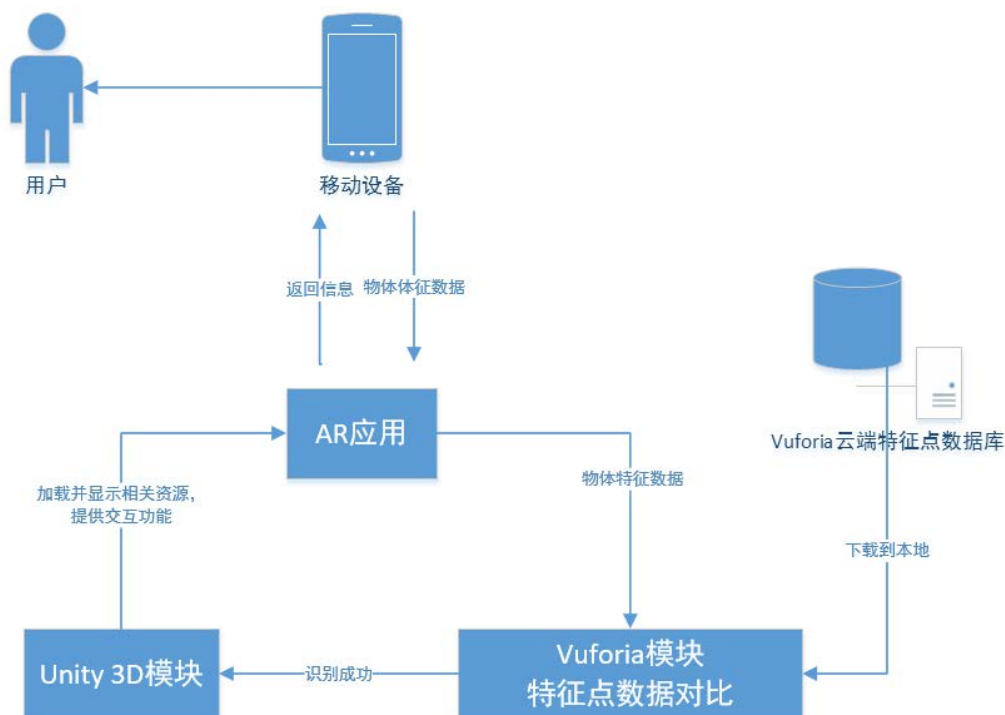 用户
移动设备
返回信息
物体体征数据
Vuforia云端特征点数据库
AR应用
物体特征数据
加载并显示相关资源，
提供交互功能
下载到本地
Unity 3D模块
识别成功
Vuforia模块
特征点数据对比